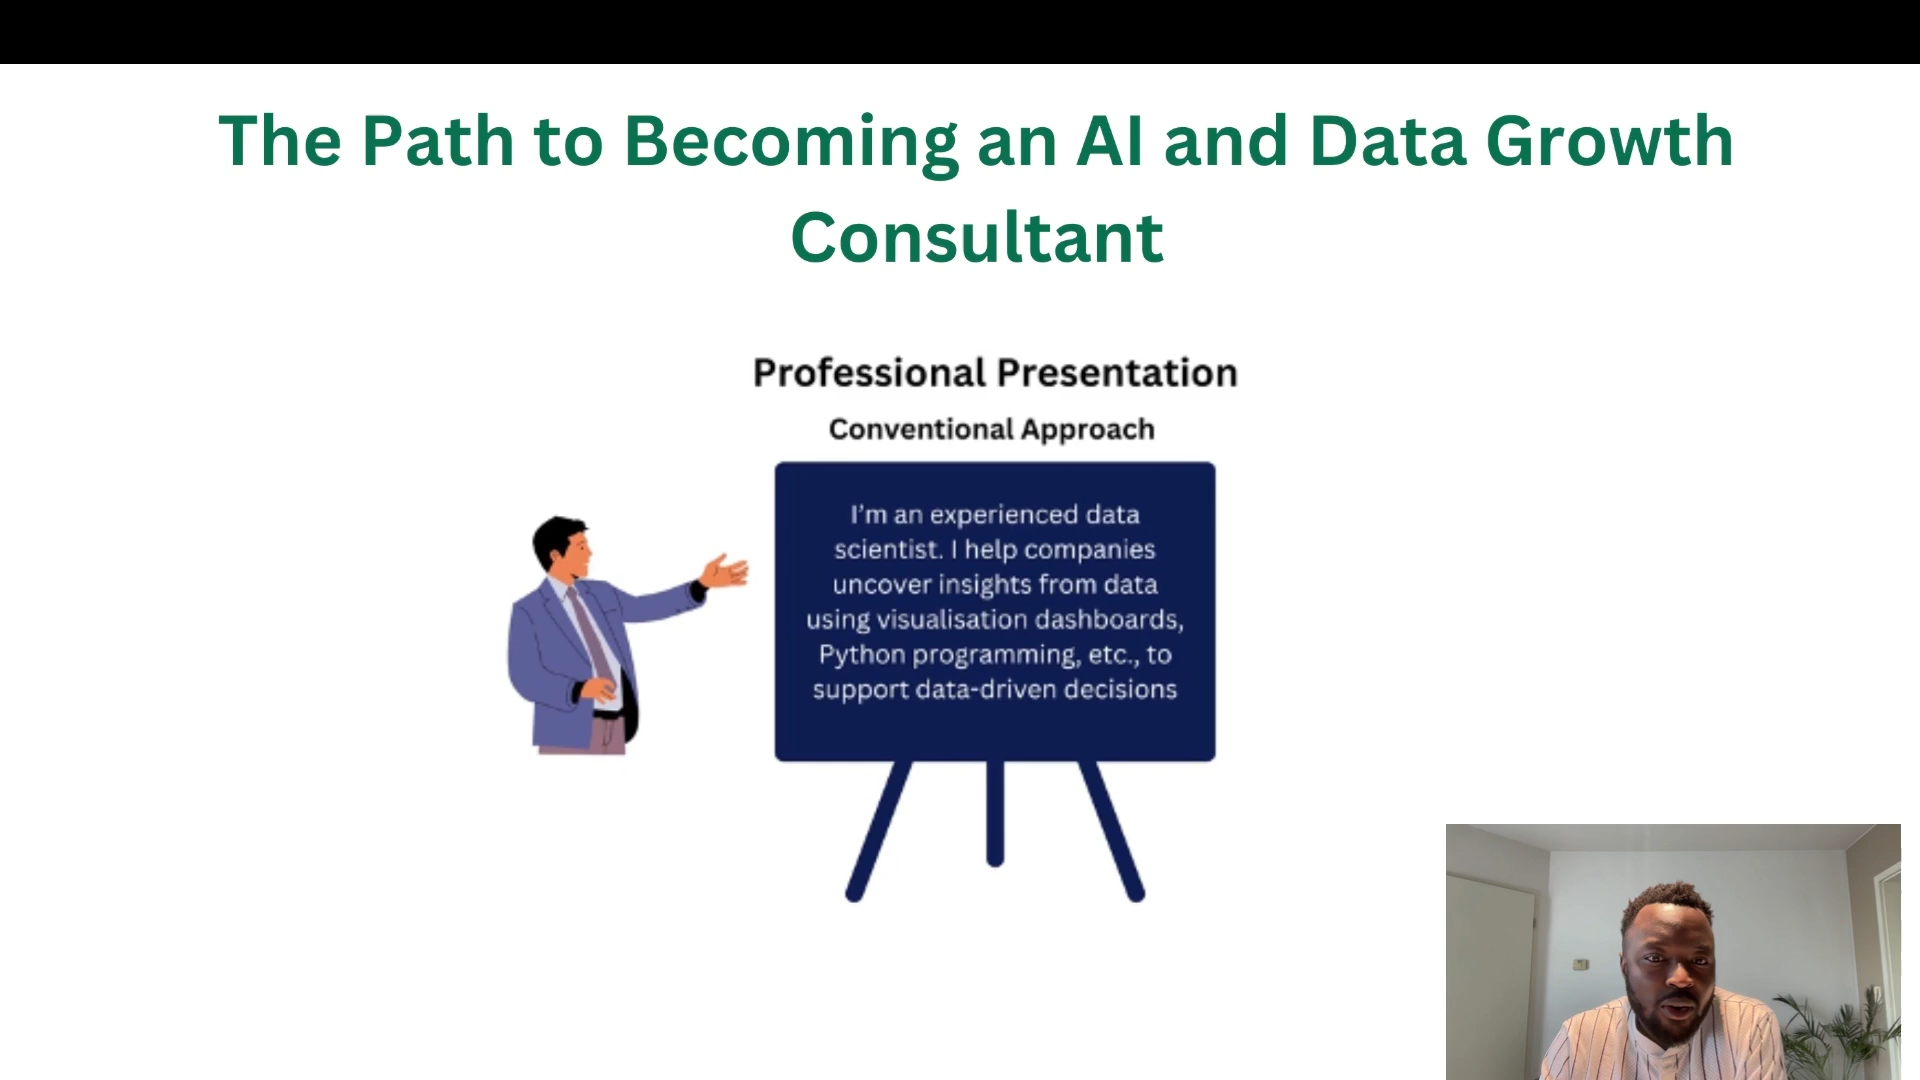 The Path to Becoming an AI and Data Growth
Consultant
Professional Presentation
Conventional Approach
I’m an experienced data
scientist. I help companies
uncover insights from data
using visualisation dashboards,
Python programming, etc., to
support data-driven decisions